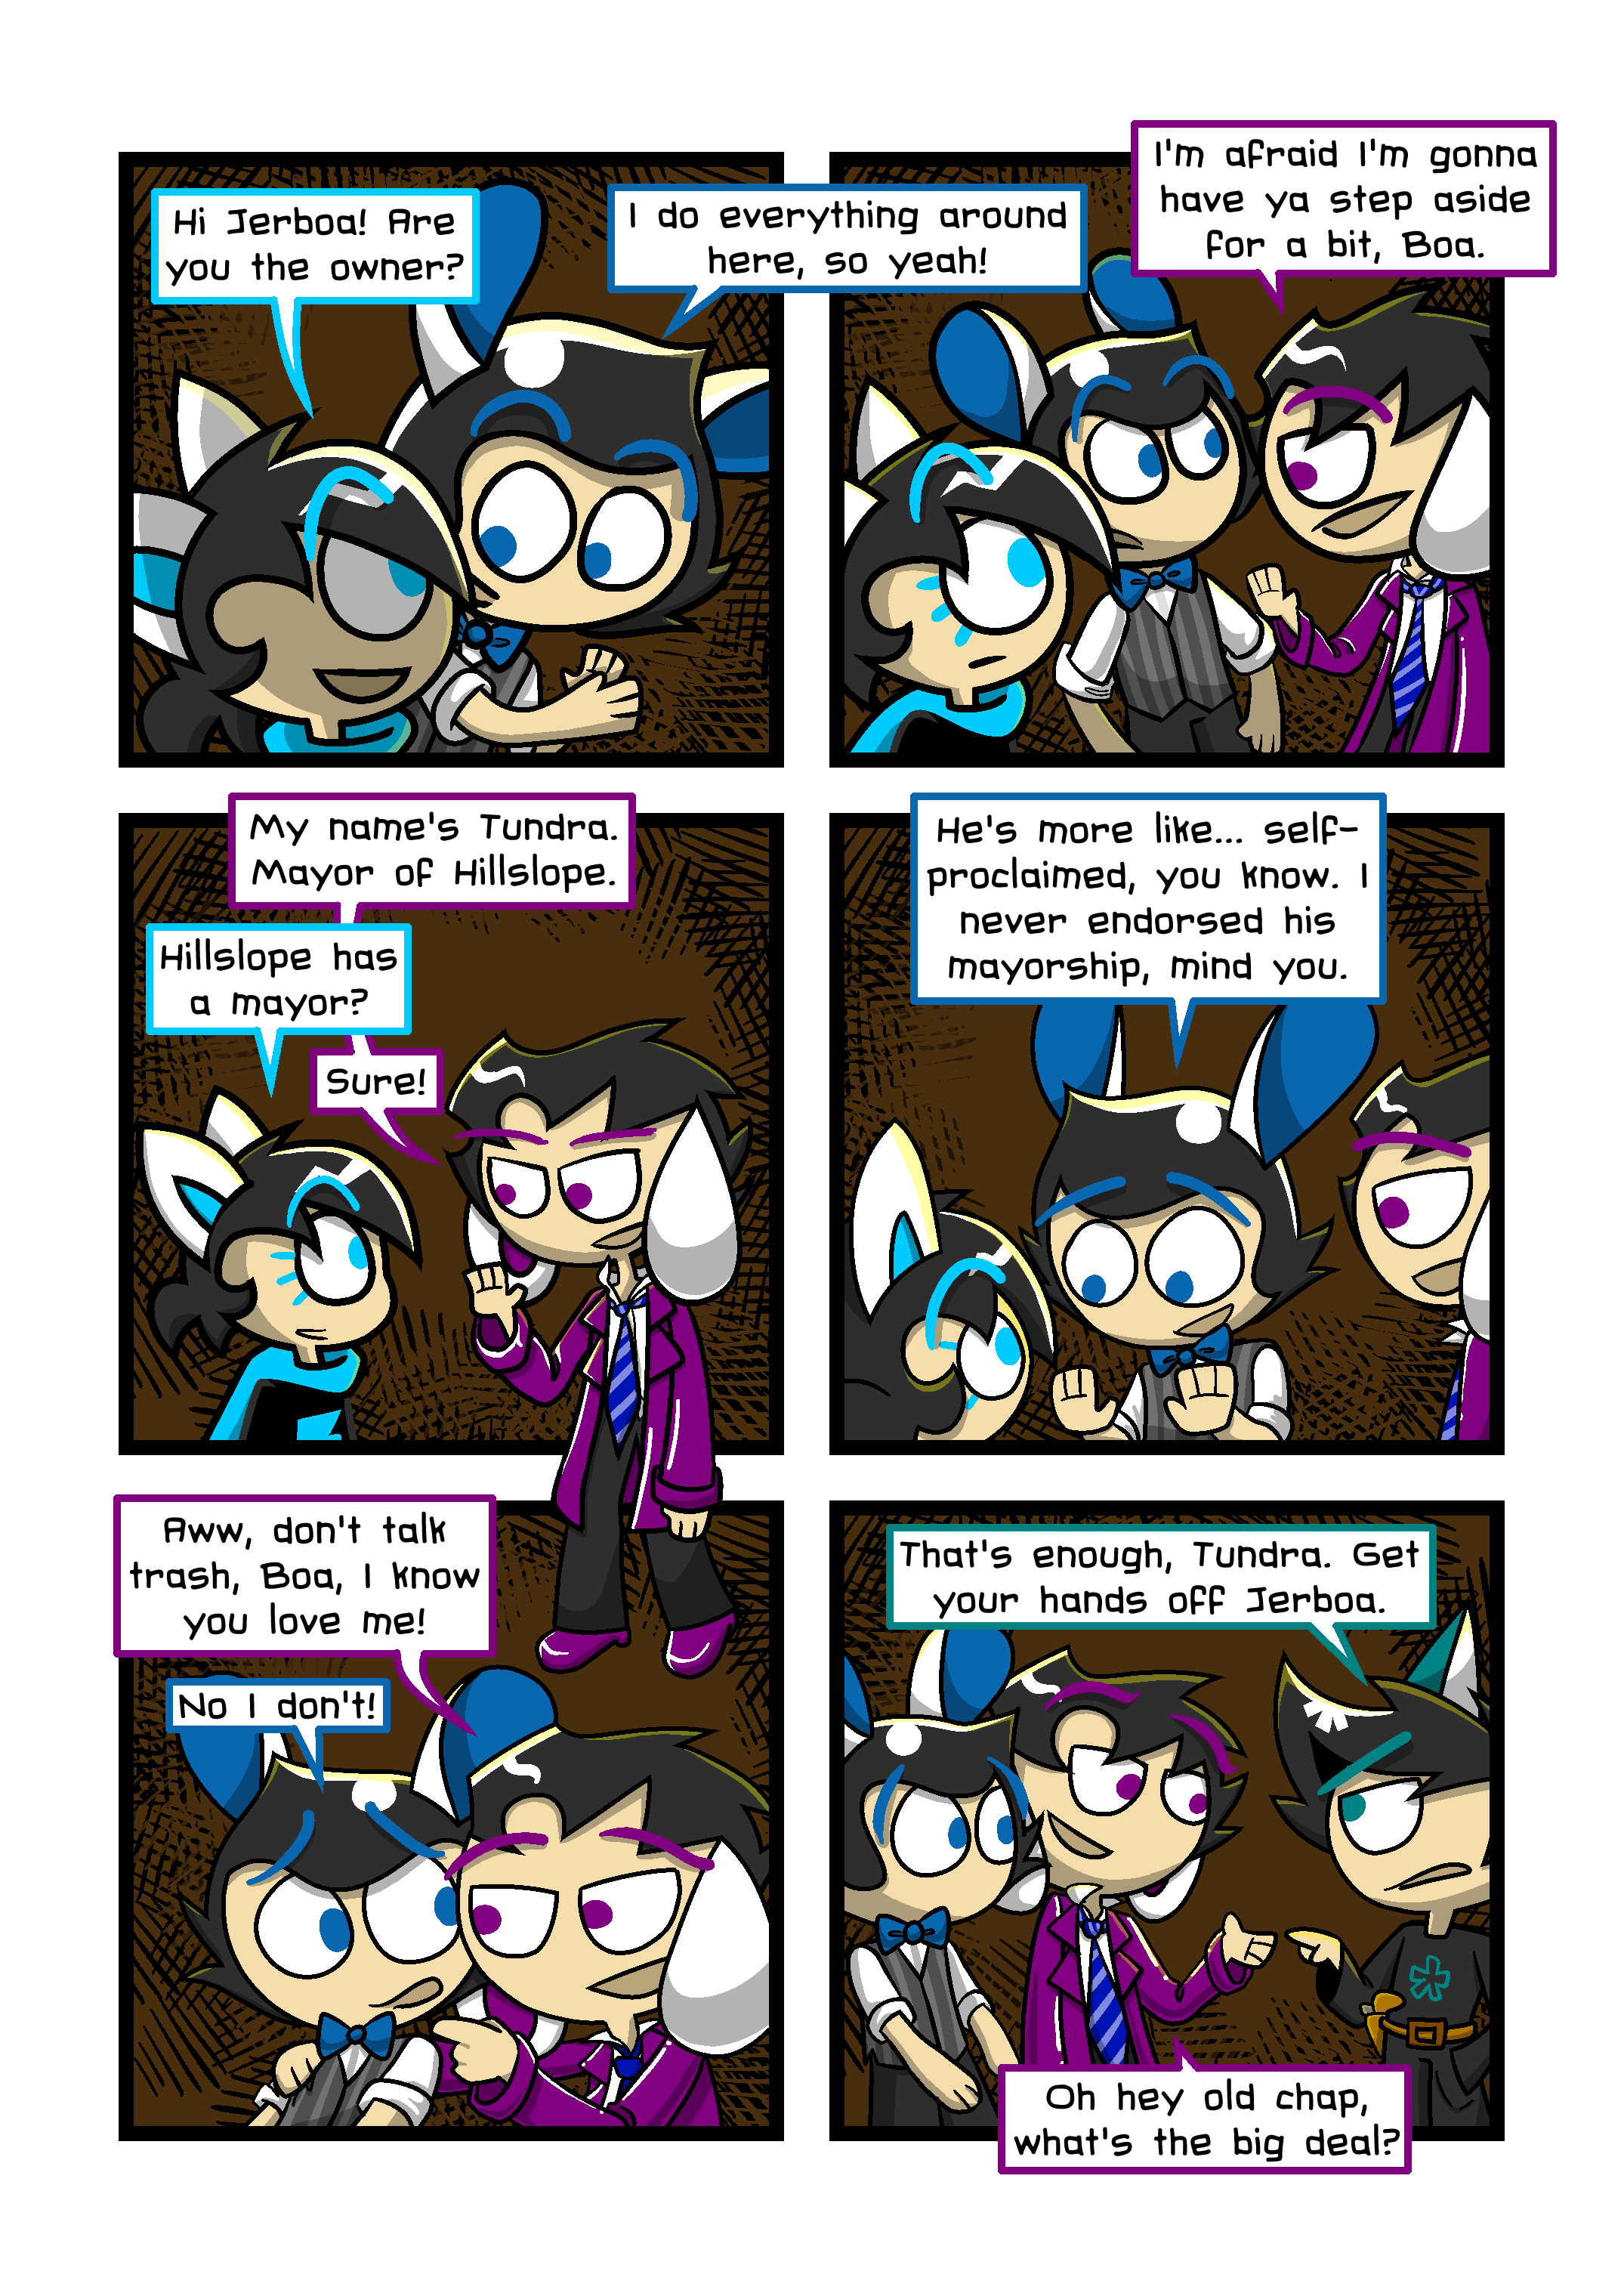 Hi Jerboa! Are
you the owner?
I do everything around
here, so yeah!
I'm afraid I'm gonna
have ya step aside
for a bit, Boa.
My name's Tundra.
Mayor of Hillslope.
Hillslope has
a mayor?
Sure!
He's more like... self-
proclaimed, you know. I
never endorsed his
mayorship, mind you.
Aww, don't talk
trash, Boa, I know
you love me!
No I don't!
That's enough, Tundra. Get
your hands off Jerboa.
Oh hey old chap,
what's the big deal?